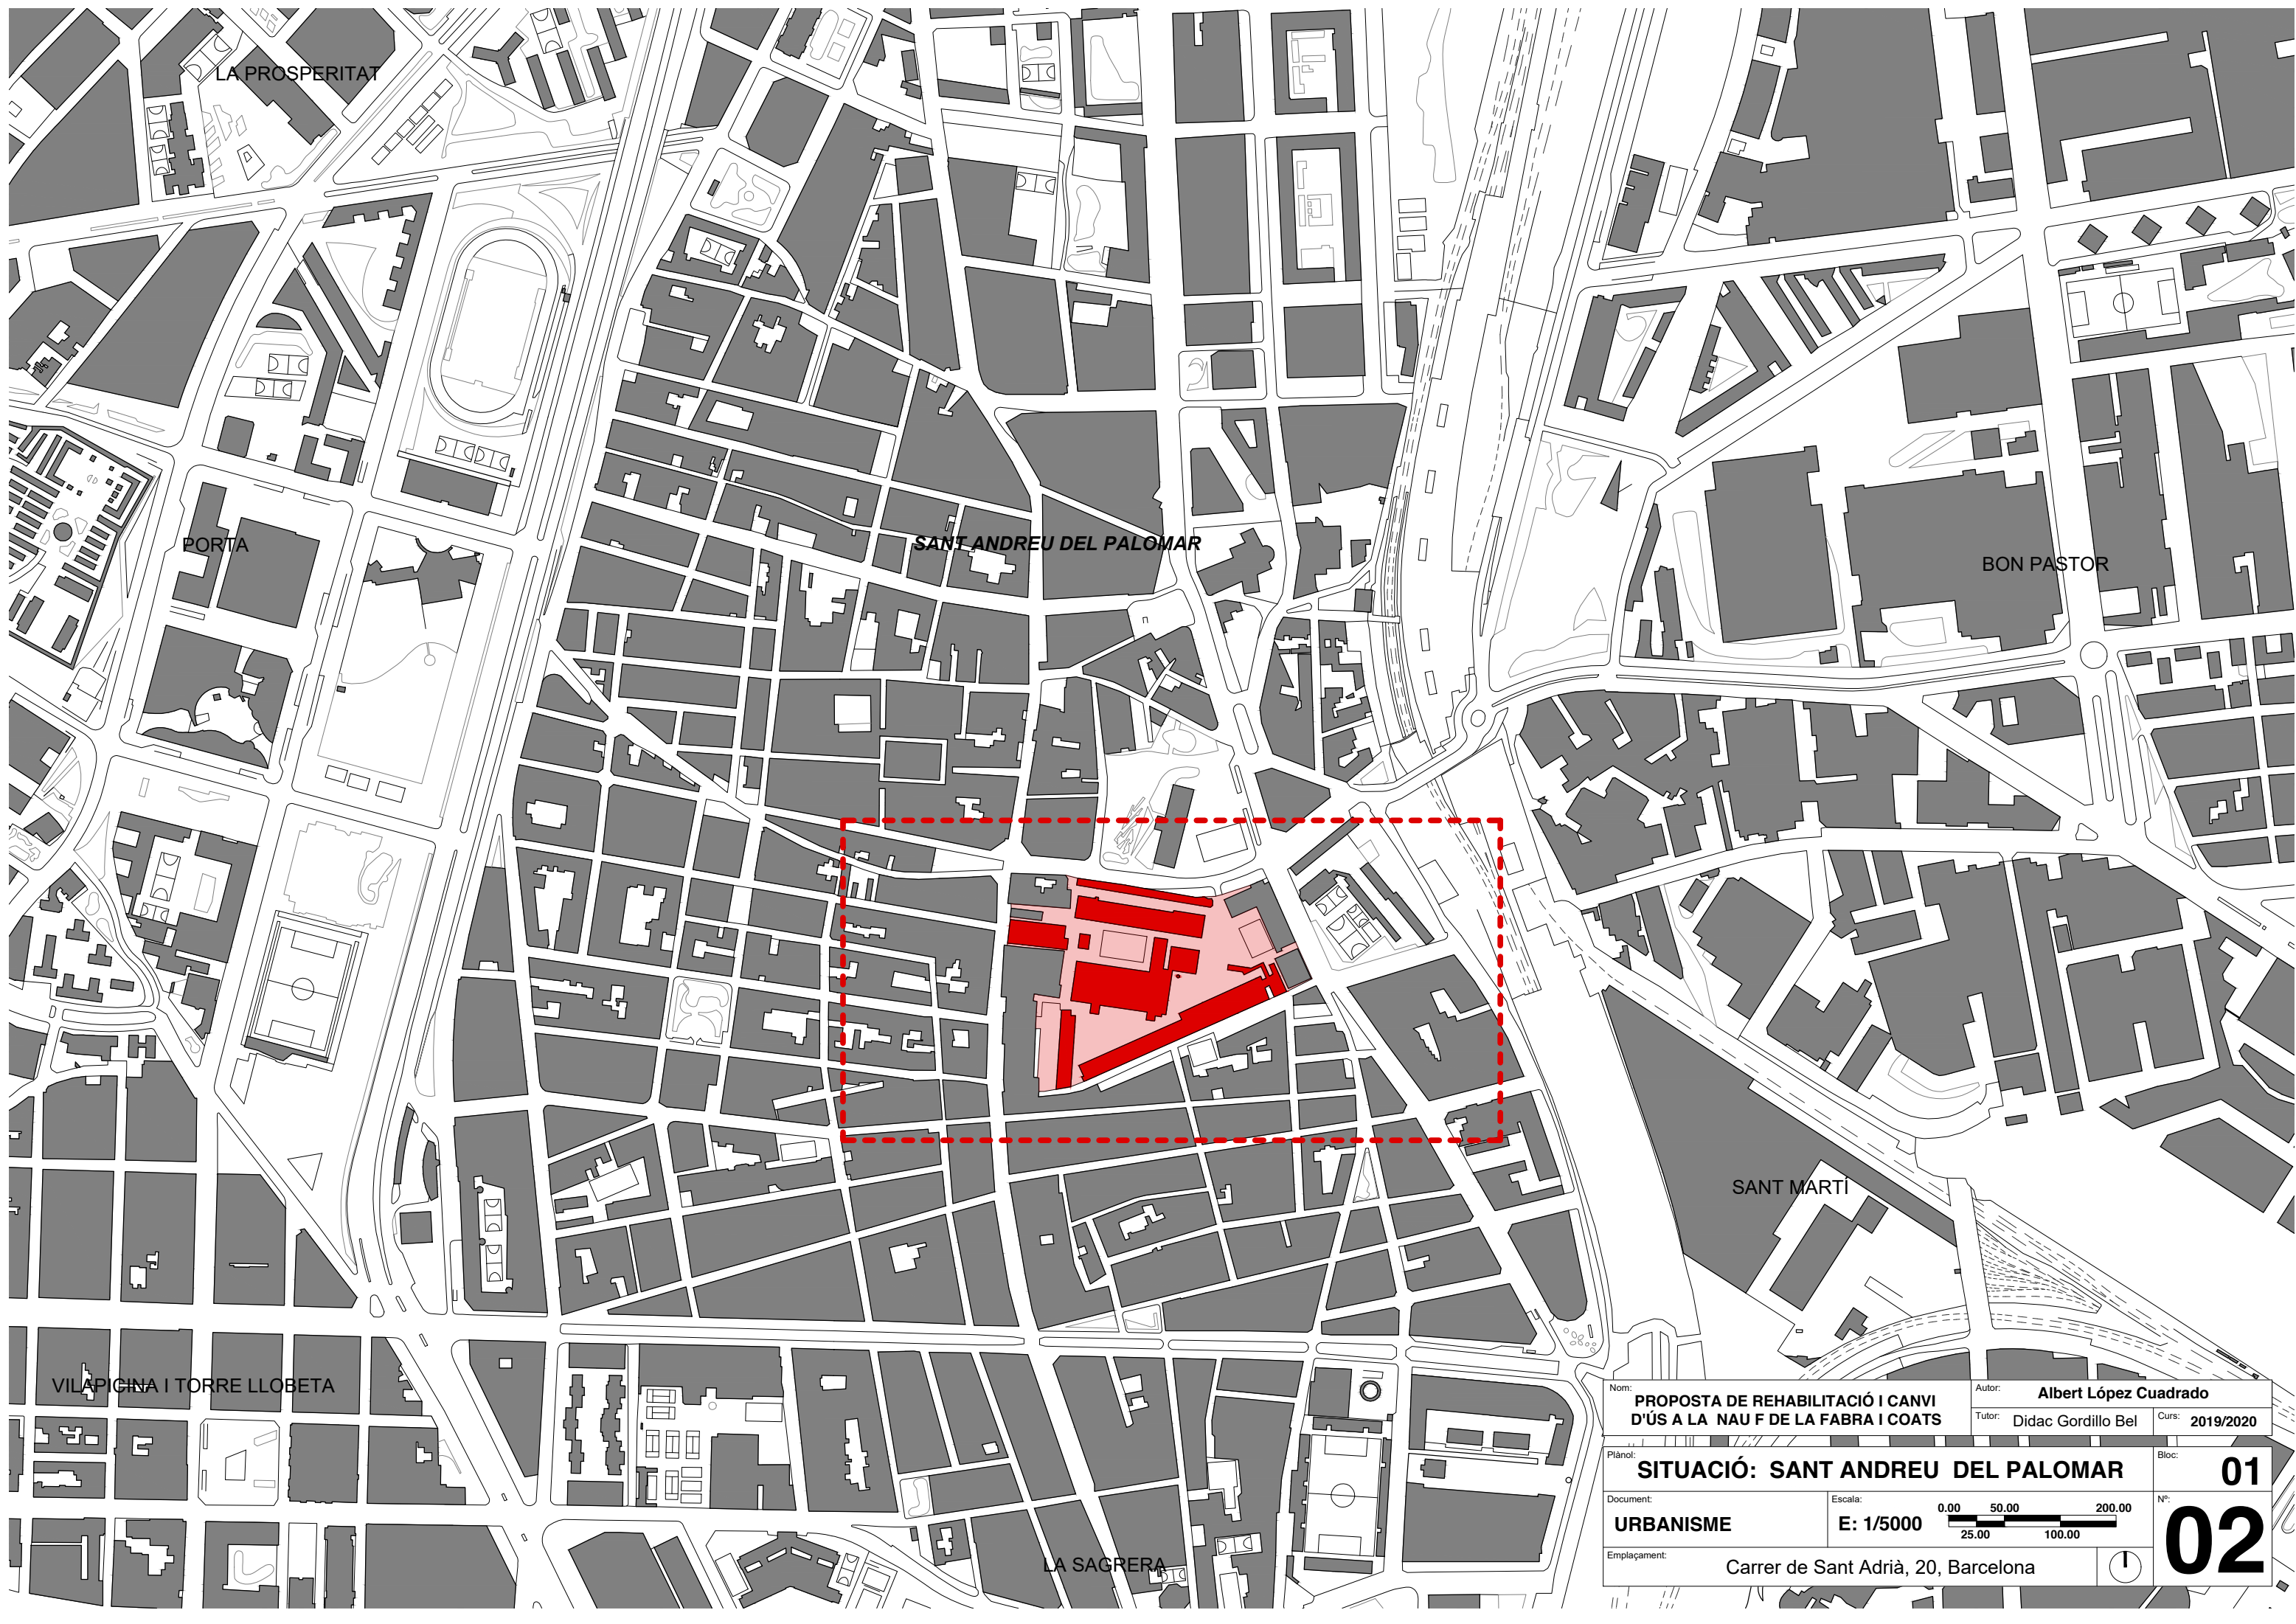 LA PROSPERITAT
PORTA
SANT ANDREU DEL PALOMAR
BON PASTOR
SANT MARTÍ
VILAPICINA I TORRE LLOBETA
LA SAGRERA
Nom:
PROPOSTA DE REHABILITACIÓ I CANVI
D'ÚS A LA NAU F DE LA FABRA I COATS
Autor:
Albert López Cuadrado
Tutor: Didac Gordillo Bel
Curs: 2019/2020
Plànol:
SITUACIÓ: SANT ANDREU DEL PALOMAR
Bloc:
01
Document:
URBANISME
Escala:
E: 1/5000
0.00 50.00 200.00
25.00 100.00
Nº:
02
Emplaçament:
Carrer de Sant Adrià, 20, Barcelona